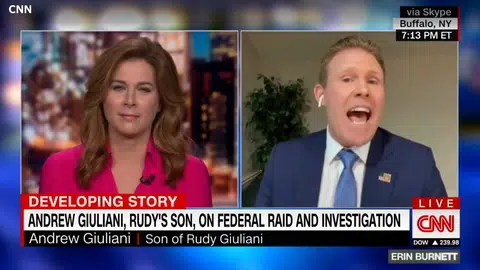 CNN
via Skype
Buffalo, NY
7:13 PM ET
DEVELOPING STORY
ANDREW GIULIANI, RUDY'S SON, ON FEDERAL RAID AND INVESTIGATION
Andrew Giuliani Son of Rudy Giuliani
LIVE
CNN
DOW ▲ 239.98
ERIN BURNETT